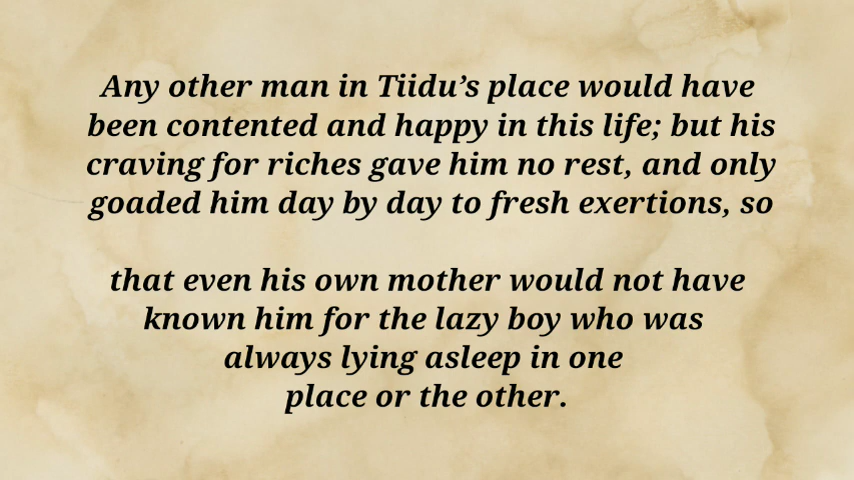 Any other man in Tiidu’s place would have
been contented and happy in this life; but his
craving for riches gave him no rest, and only
goaded him day by day to fresh exertions, so
that even his own mother would not have
known him for the lazy boy who was
always lying asleep in one
place or the other.